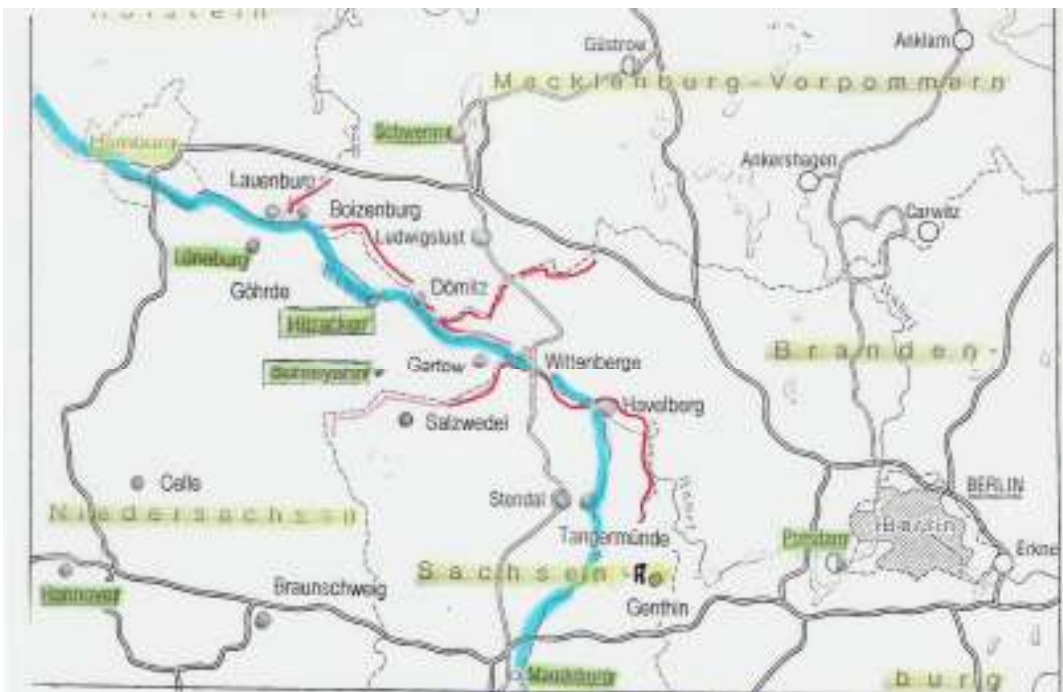 Güstrow
Anklam
Mecklenburg-Vorpommern
Hamburg
Schwerin
Ankershagen
Lauenburg
Boizenburg
Carwitz
Ludwigslust
Lüneburg
Göhrde
Dömitz
Hitzacker
Branden-
Gartow
Wittenberge
Havelberg
Salzwedel
Celle
Stendal
BERLIN
Niedersachsen
Berlin
Tangermünde
Potsdam
Sachsen-
Braunschweig
Genthin
Hannover
Magdeburg
burg